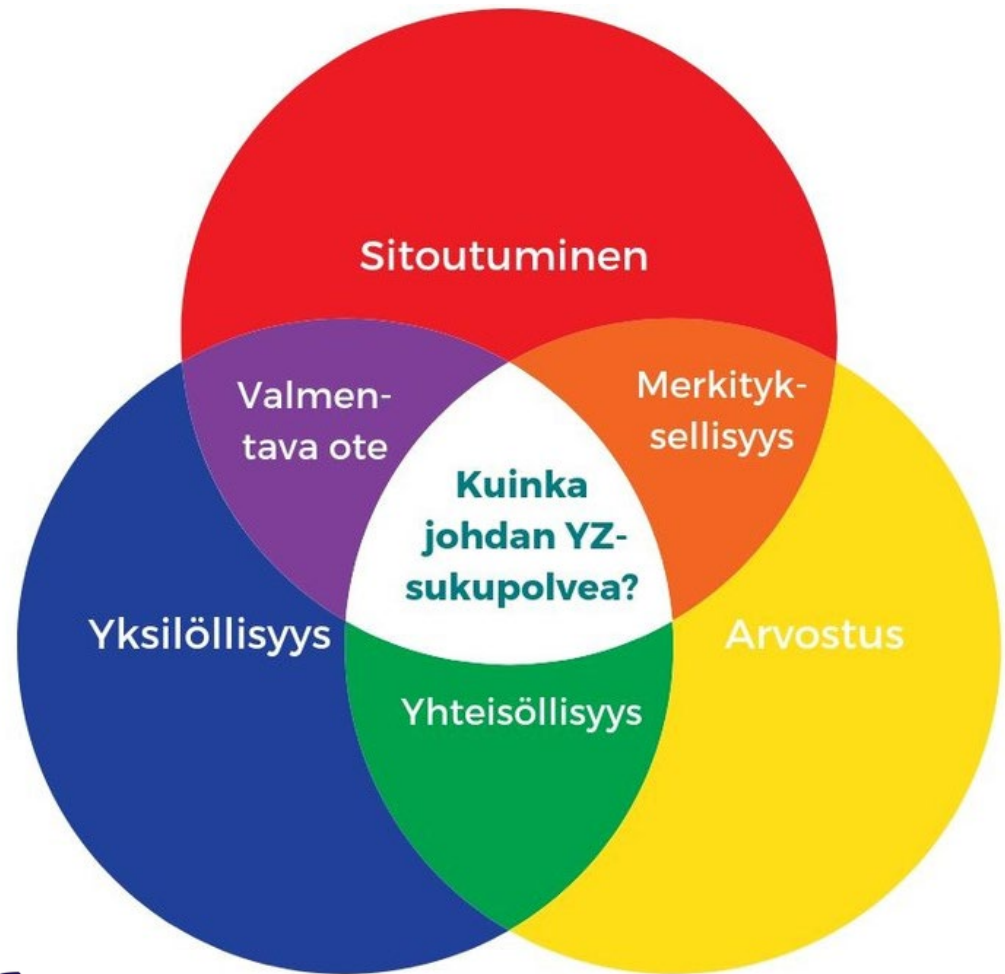 Sitoutuminen
Valmen-
tava ote
Merkityk-
sellisyys
Kuinka
johdan YZ-
sukupolvea?
Yksilöllisyys
Arvostus
Yhteisöllisyys